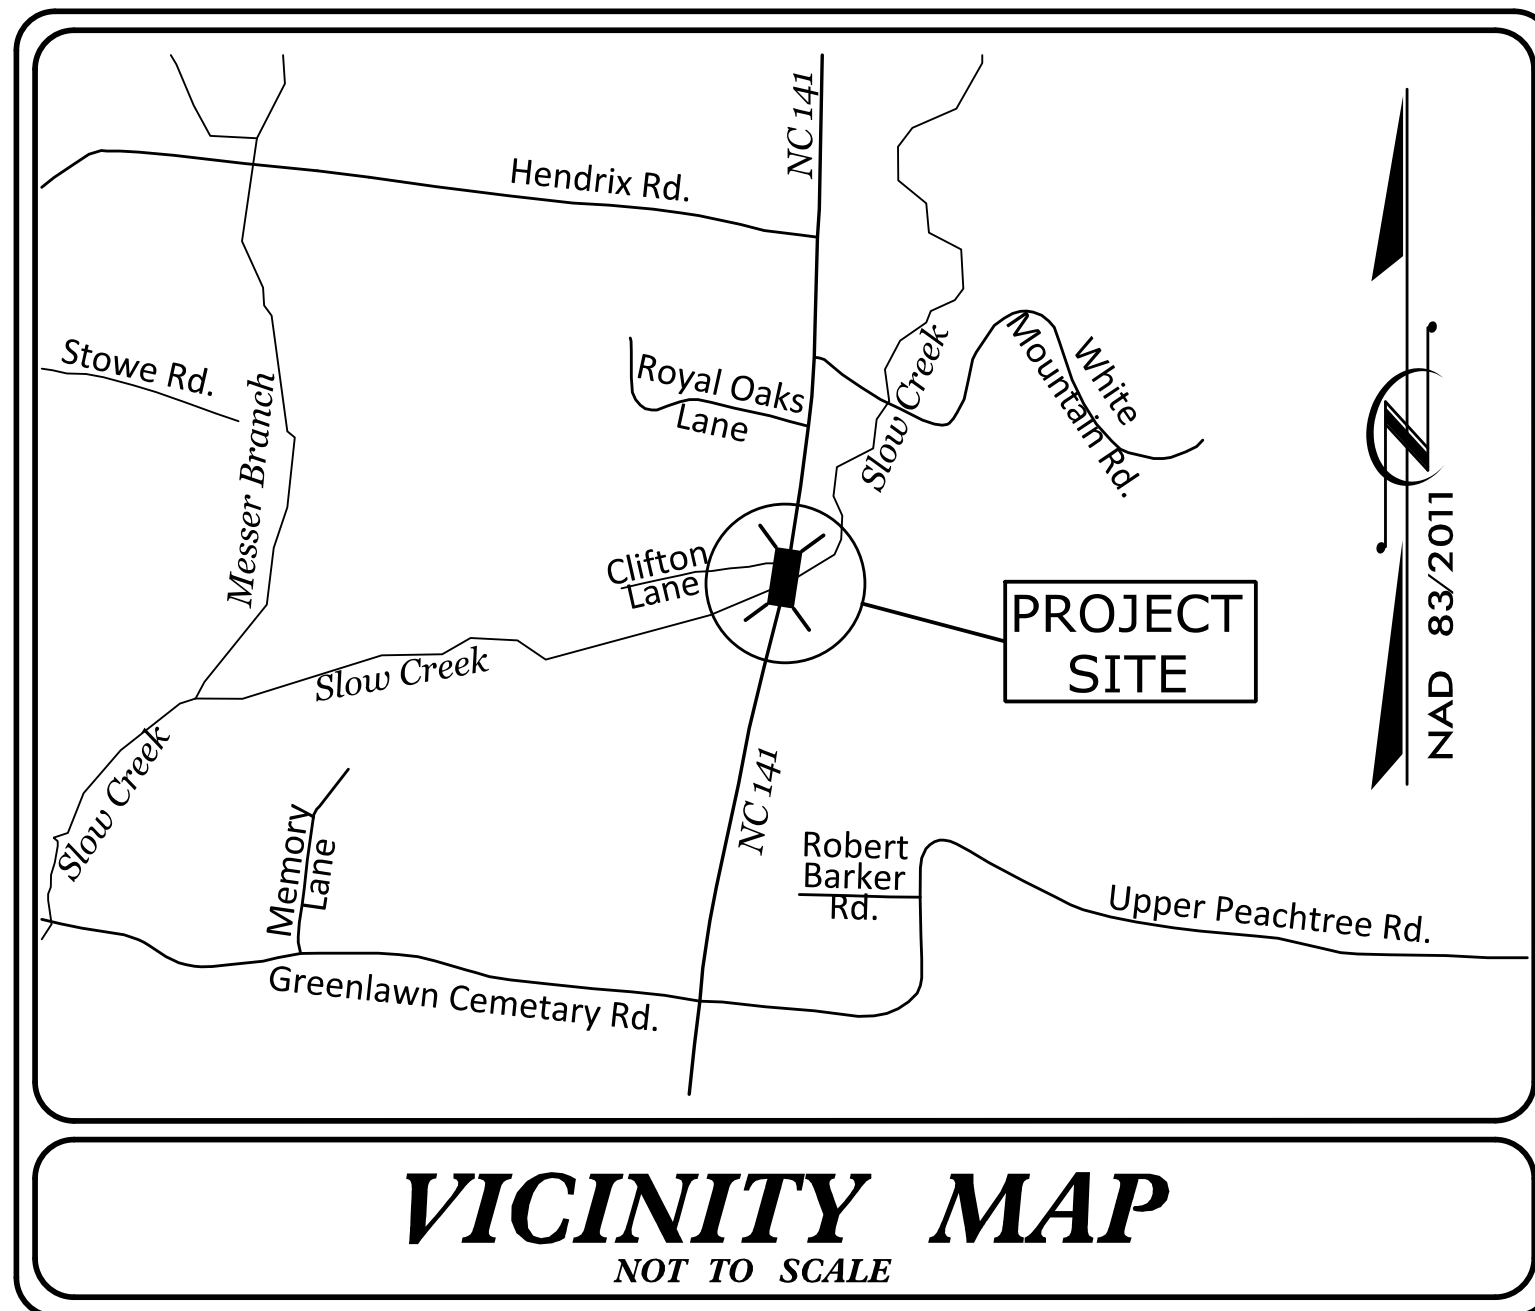 NC 141
Hendrix Rd.
Stowe Rd.
Messer Branch
Royal Oaks
Lane
Slow Creek
White
Mountain Rd.
Clifton
Lane
PROJECT
SITE
NAD 83/2011
Slow Creek
Slow Creek
Memory
Lane
NC 141
Robert
Barker
Rd.
Upper Peachtree Rd.
Greenlawn Cemetary Rd.
VICINITY MAP
NOT TO SCALE